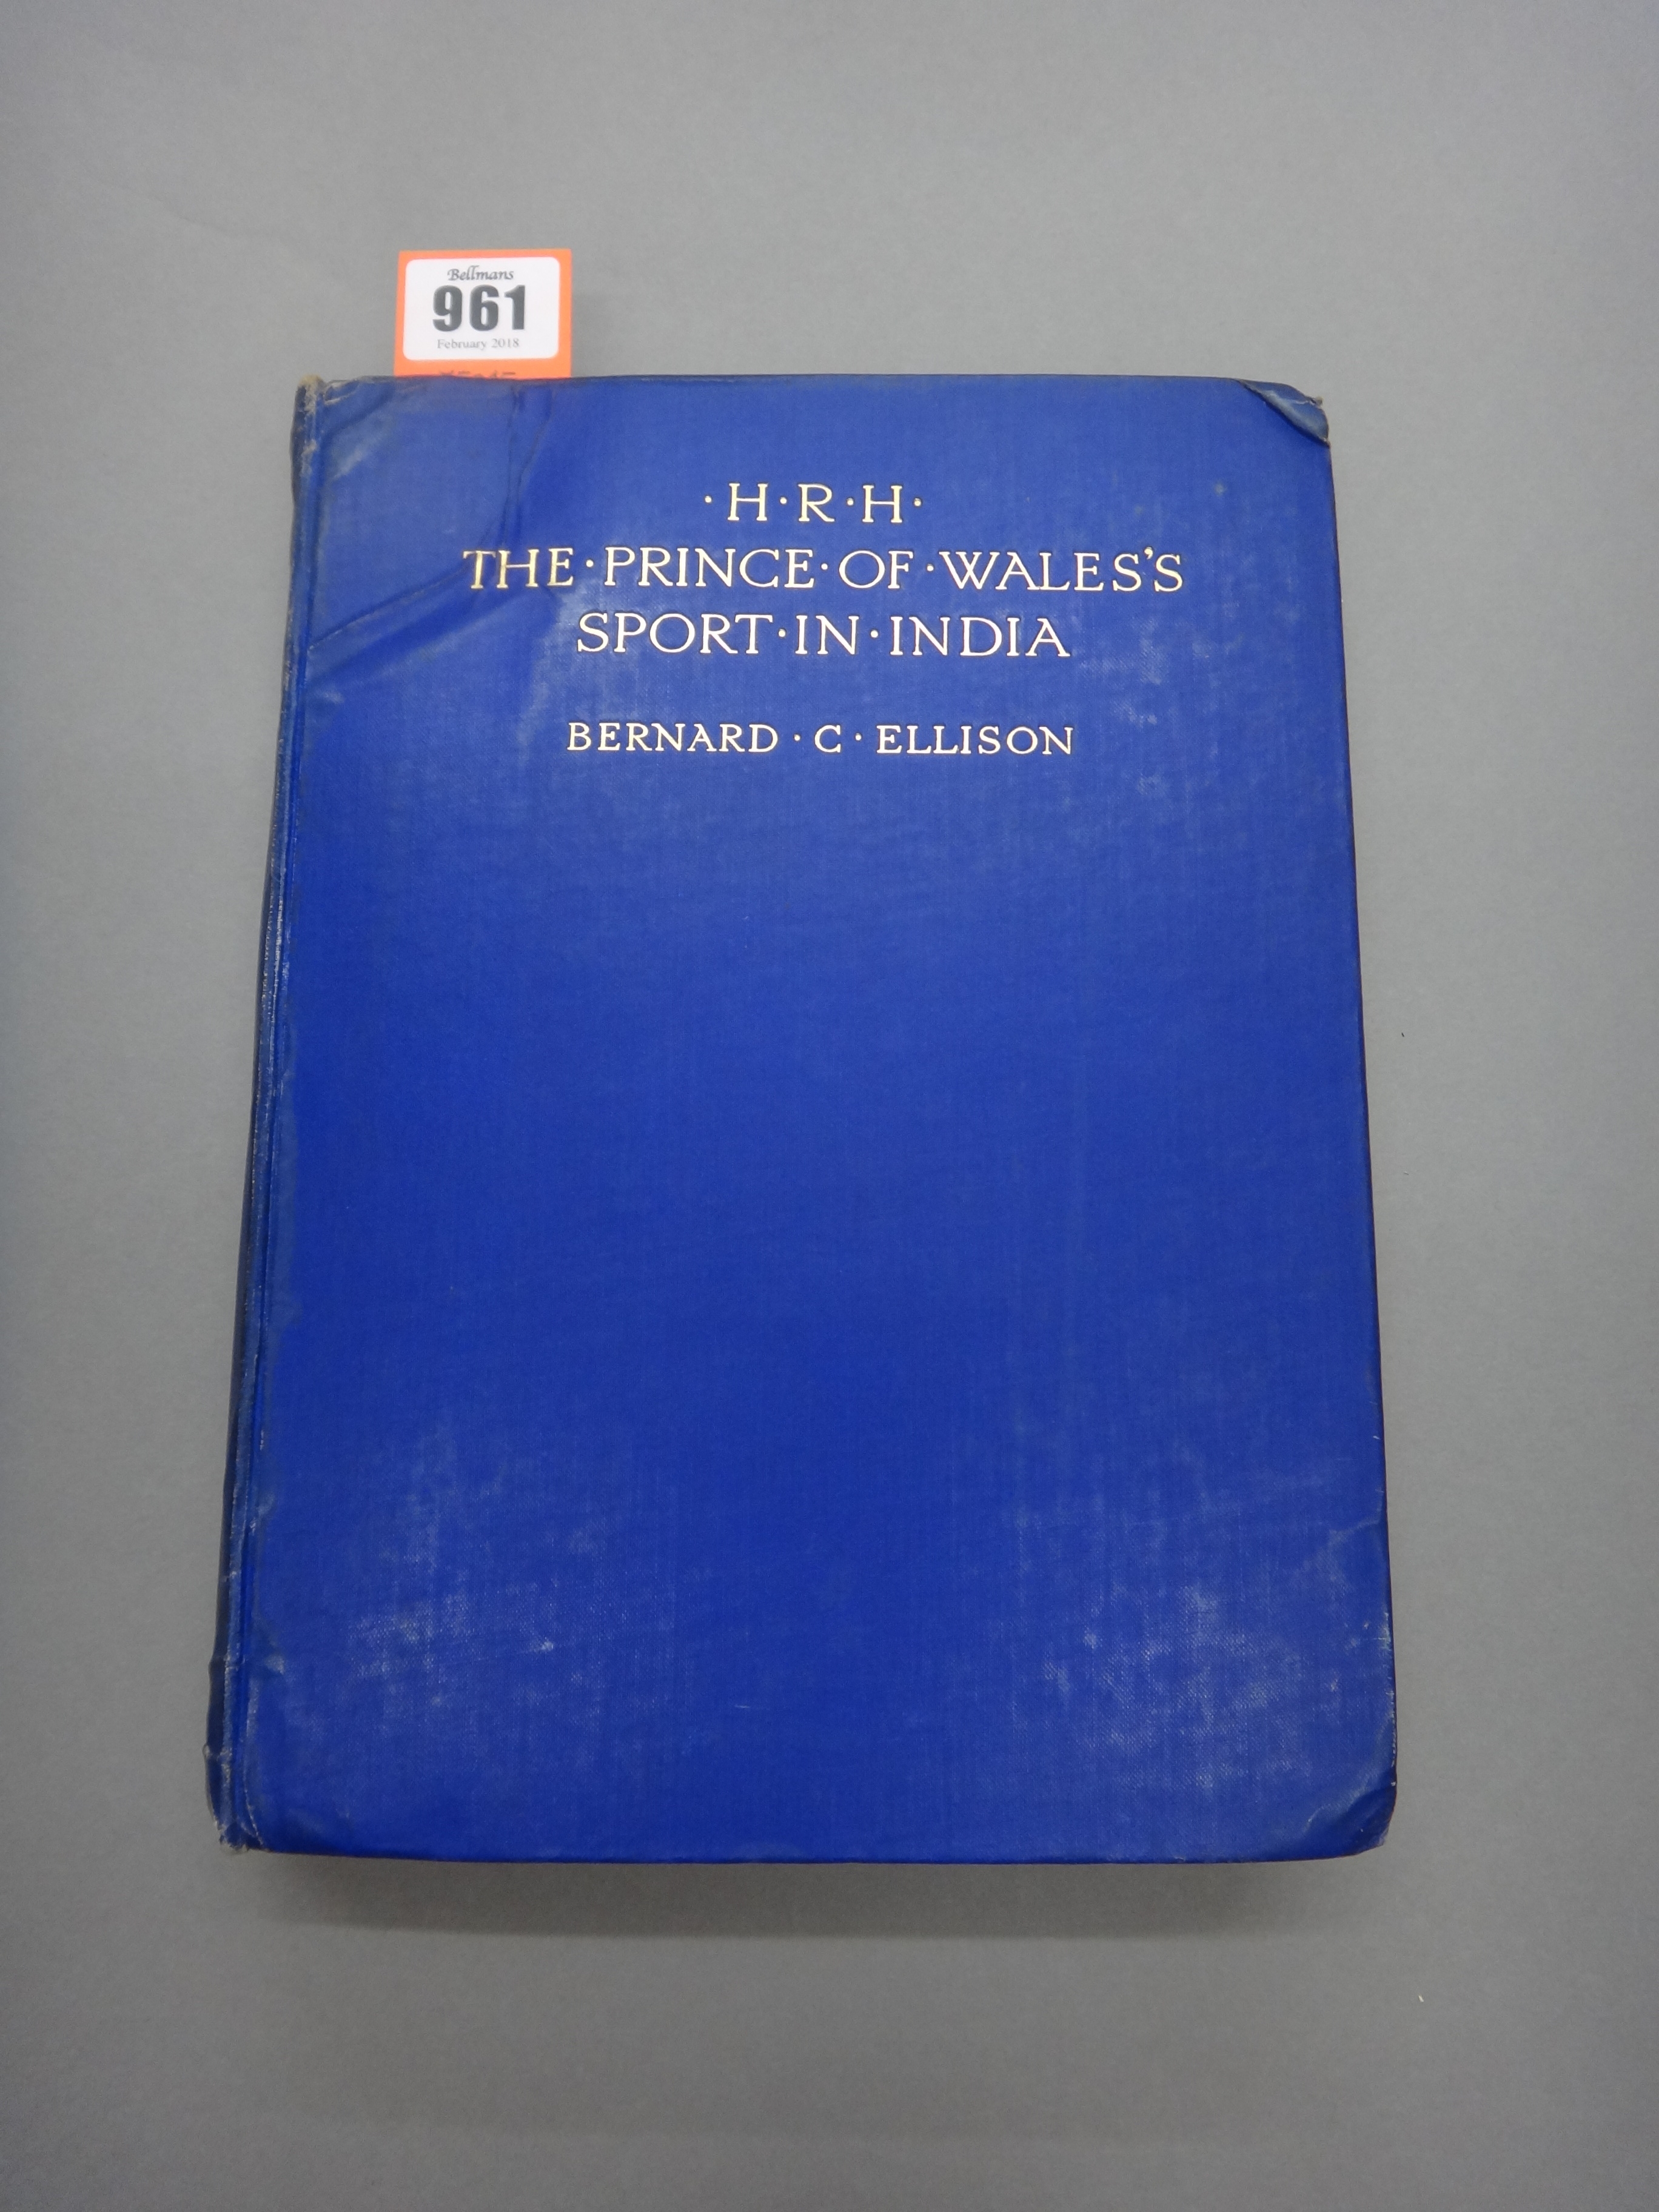 Bellmans
961
February 2018
·H·R·H·
THE·PRINCE·OF·WALES'S
SPORT·IN·INDIA
BERNARD·C·ELLISON